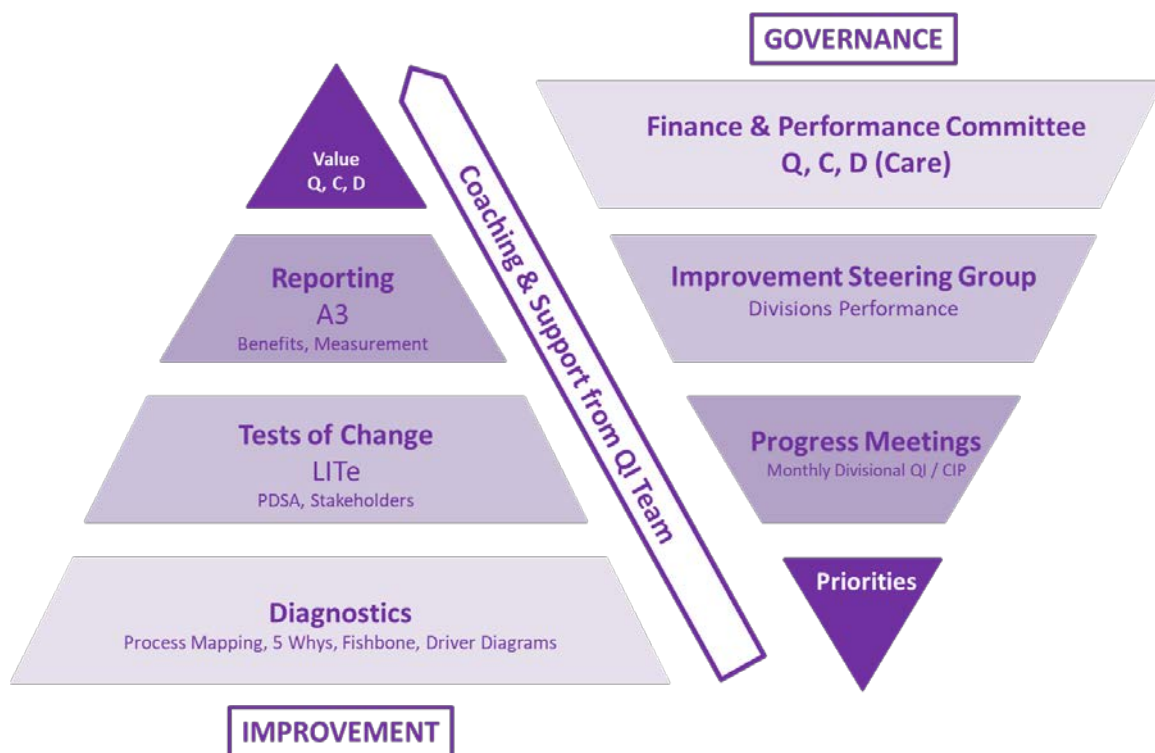 GOVERNANCE
Finance & Performance Committee
Q, C, D (Care)
Improvement Steering Group
Divisions Performance
Progress Meetings
Monthly Divisional QI / CIP
Priorities
Coaching & Support from QI Team
Value
Q, C, D
Reporting
A3
Benefits, Measurement
Tests of Change
LITe
PDSA, Stakeholders
Diagnostics
Process Mapping, 5 Whys, Fishbone, Driver Diagrams
IMPROVEMENT